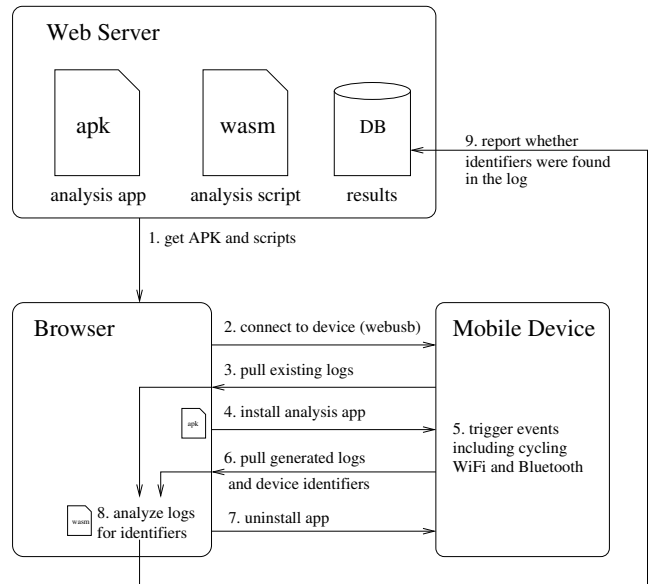 Web Server
apk
wasm
DB
analysis app
analysis script
results
9. report whether
identifiers were found
in the log
1. get APK and scripts
Browser
Mobile Device
2. connect to device (webusb)
3. pull existing logs
apk
4. install analysis app
5. trigger events
including cycling
WiFi and Bluetooth
6. pull generated logs
and device identifiers
wasm
8. analyze logs
for identifiers
7. uninstall app